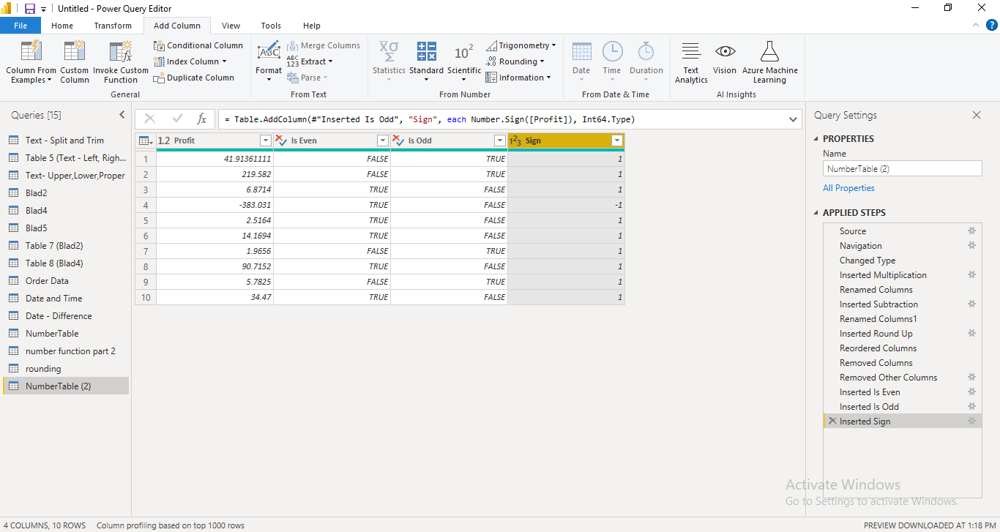 Untitled - Power Query Editor
File Home Transform Add Column View Tools Help
Column From Examples
Custom Column
Invoke Custom Function
Conditional Column
Index Column
Duplicate Column
General
Format
ABC
Merge Columns
ABC 123 Extract
abc Parse
From Text
XΣσ Statistics
Standard
10² Scientific
Trigonometry
.00 Rounding
Information
From Number
Date
Time
Duration
From Date & Time
Text Analytics
Vision
Azure Machine Learning
AI Insights
Queries [15]
Text - Split and Trim
Table 5 (Text - Left, Righ...
Text- Upper,Lower,Proper
Blad2
Blad4
Blad5
Table 7 (Blad2)
Table 8 (Blad4)
Order Data
Date and Time
Date - Difference
NumberTable
number function part 2
rounding
NumberTable (2)
fx = Table.AddColumn(#"Inserted Is Odd", "Sign", each Number.Sign([Profit]), Int64.Type)
1.2 Profit Is Even Is Odd 1²3 Sign
1 41.91361111 FALSE TRUE 1
2 219.582 FALSE TRUE 1
3 6.8714 TRUE FALSE 1
4 -383.031 TRUE FALSE -1
5 2.5164 TRUE FALSE 1
6 14.1694 TRUE FALSE 1
7 1.9656 FALSE TRUE 1
8 90.7152 TRUE FALSE 1
9 5.7825 FALSE TRUE 1
10 34.47 TRUE FALSE 1
Query Settings
PROPERTIES
Name
NumberTable (2)
All Properties
APPLIED STEPS
Source
Navigation
Changed Type
Inserted Multiplication
Renamed Columns
Inserted Subtraction
Renamed Columns1
Inserted Round Up
Reordered Columns
Removed Columns
Removed Other Columns
Inserted Is Even
Inserted Is Odd
Inserted Sign
Activate Windows
Go to Settings to activate Windows.
4 COLUMNS, 10 ROWS Column profiling based on top 1000 rows
PREVIEW DOWNLOADED AT 1:18 PM